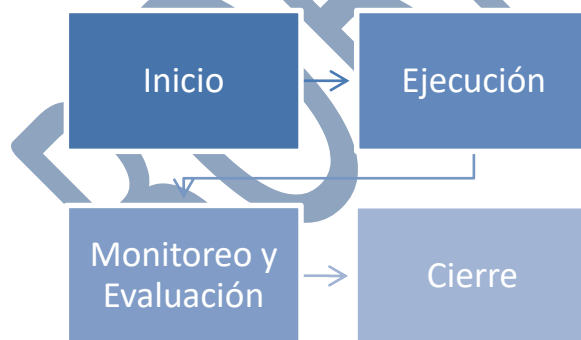 Inicio
Ejecución
Monitoreo y
Evaluación
Cierre